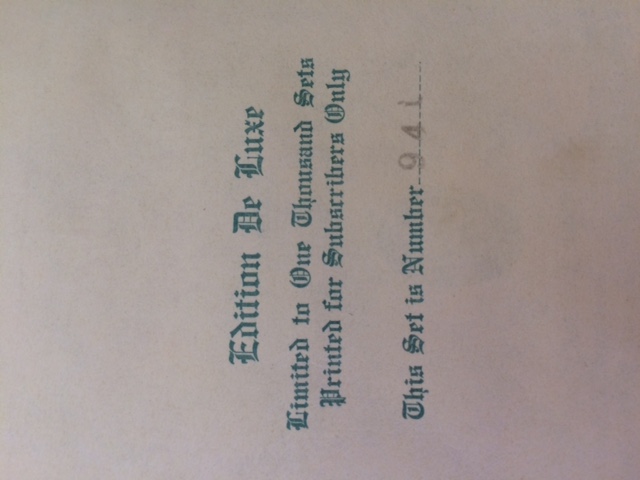 Edition De Luxe
Limited to One Thousand Sets
Printed for Subscribers Only
This Set is Number 941